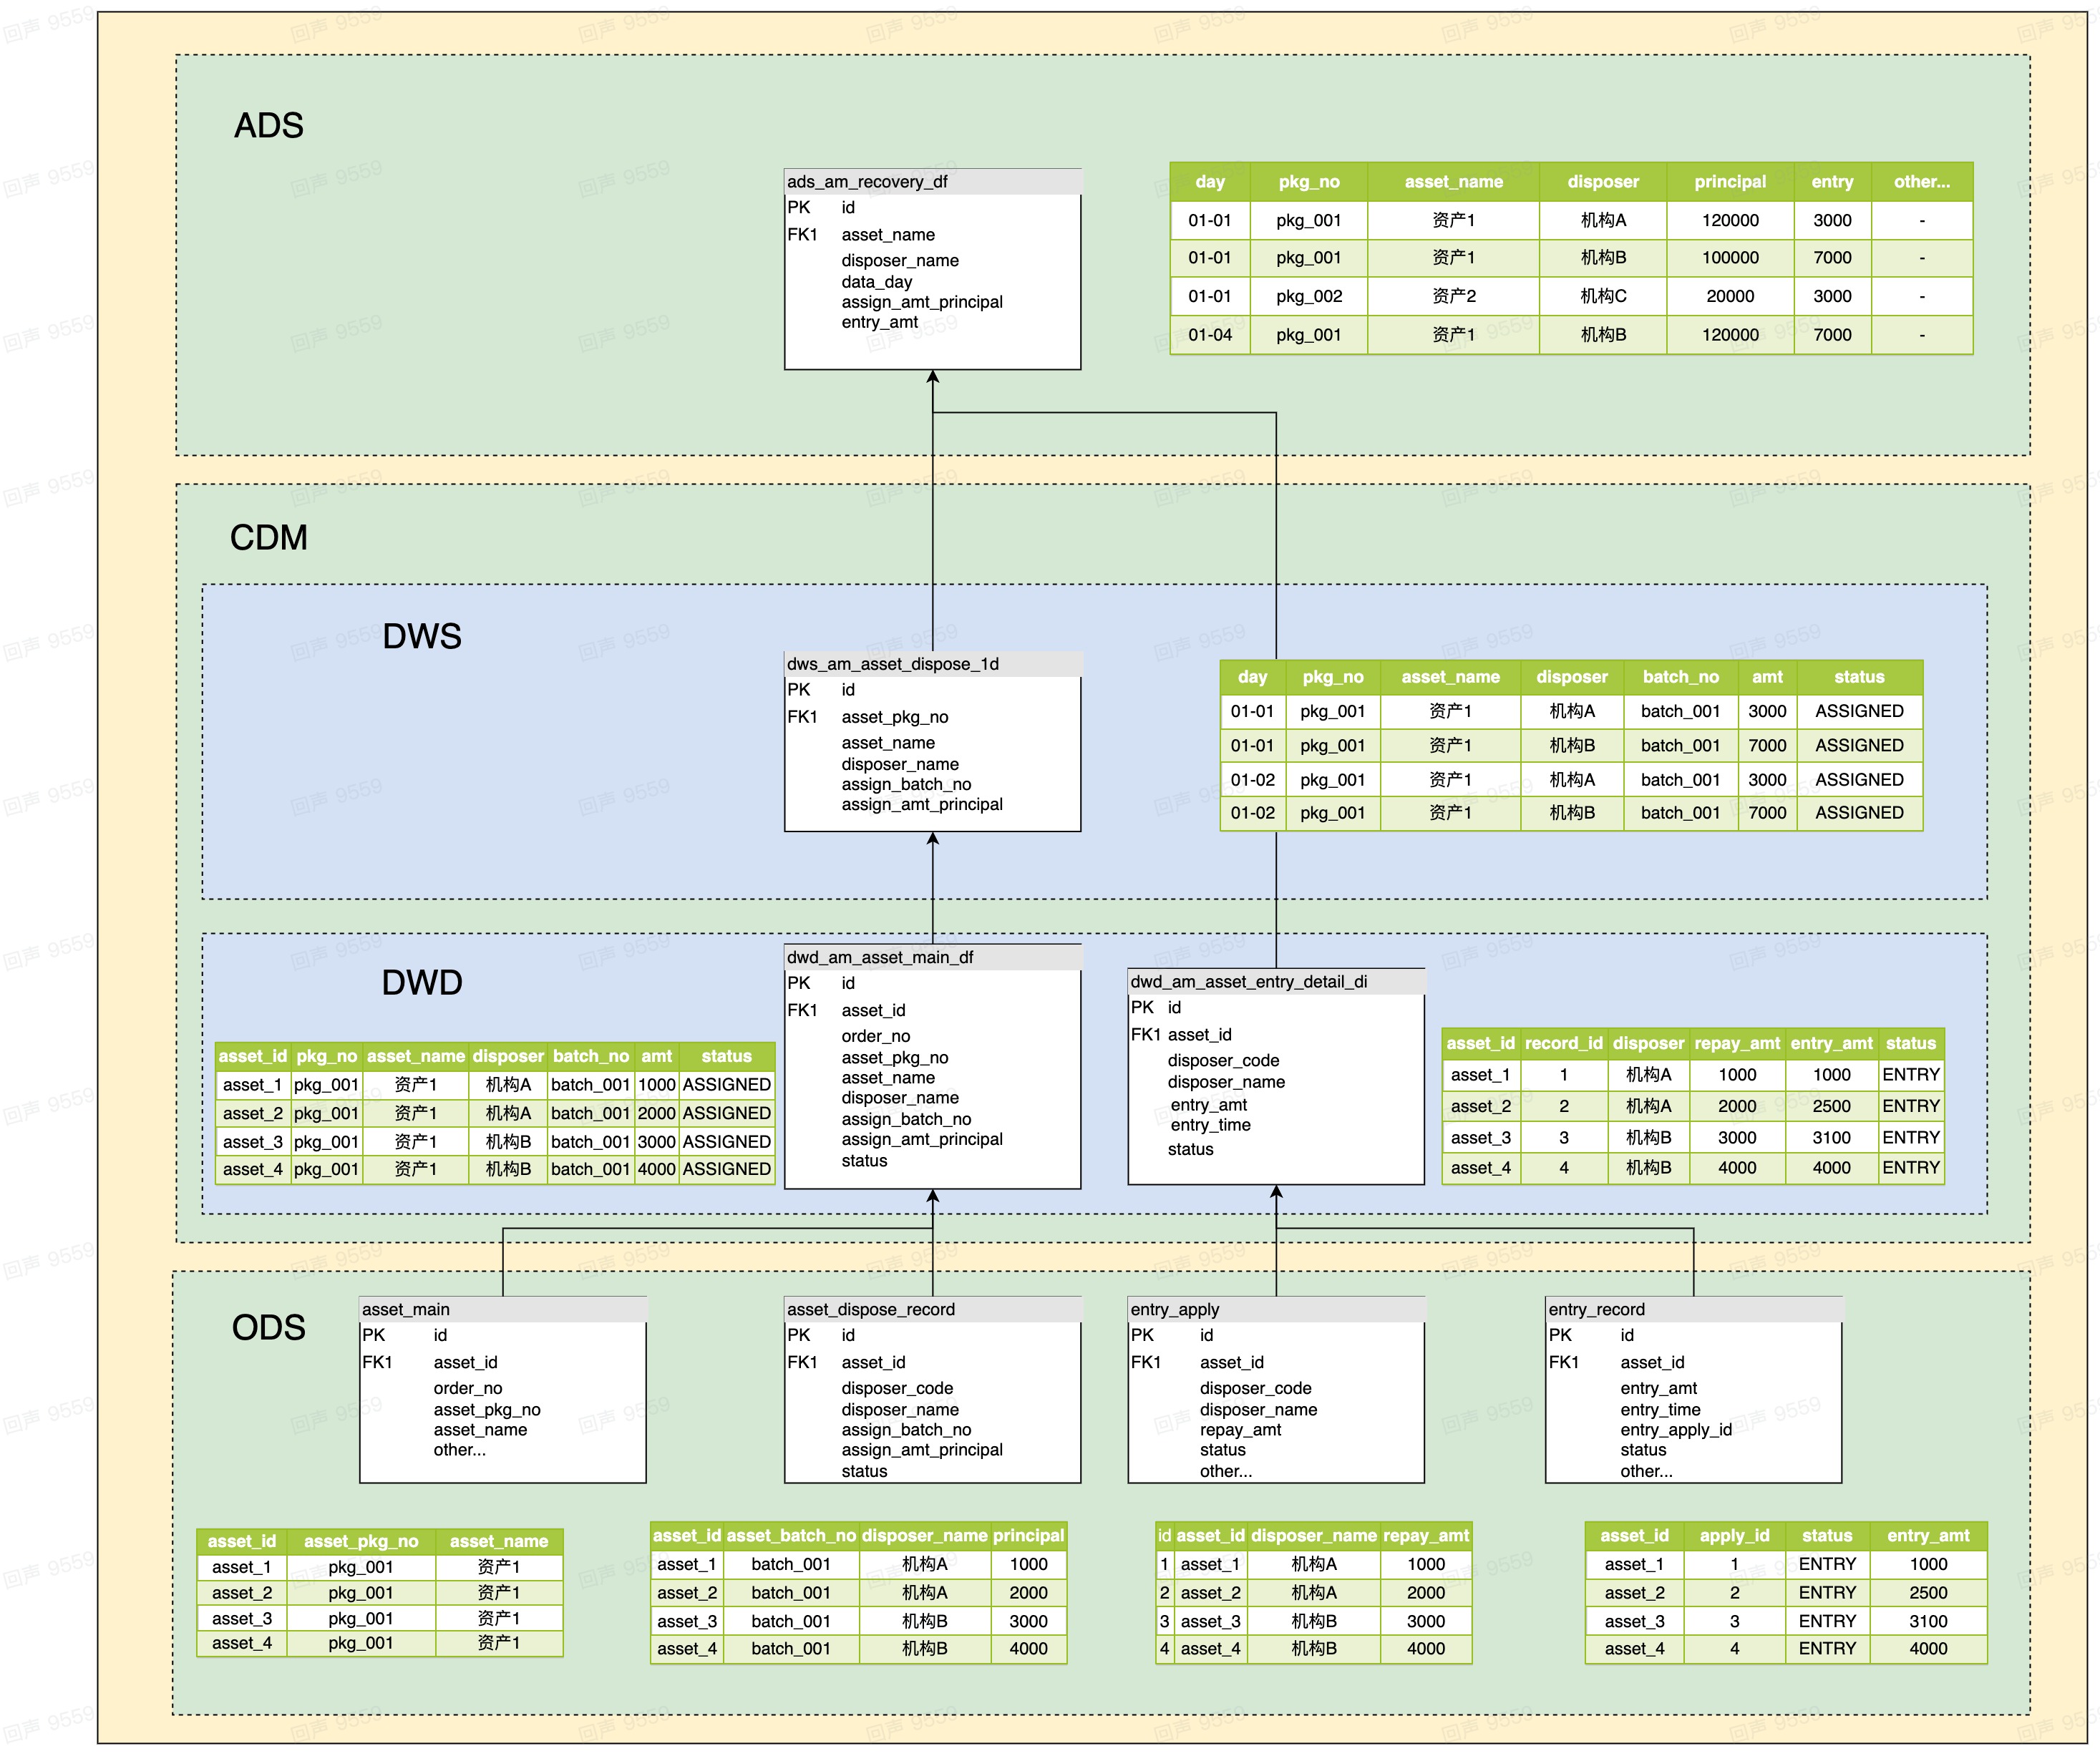 ADS
ads_am_recovery_df
PK id
FK1 asset_name
disposer_name
data_day
assign_amt_principal
entry_amt
day pkg_no asset_name disposer principal entry other...
01-01 pkg_001 资产1 机构A 120000 3000 -
01-01 pkg_001 资产1 机构B 100000 7000 -
01-01 pkg_002 资产2 机构C 20000 3000 -
01-04 pkg_001 资产1 机构B 120000 7000 -
CDM
DWS
dws_am_asset_dispose_1d
PK id
FK1 asset_pkg_no
asset_name
disposer_name
assign_batch_no
assign_amt_principal
day pkg_no asset_name disposer batch_no amt status
01-01 pkg_001 资产1 机构A batch_001 3000 ASSIGNED
01-01 pkg_001 资产1 机构B batch_001 7000 ASSIGNED
01-02 pkg_001 资产1 机构A batch_001 3000 ASSIGNED
01-02 pkg_001 资产1 机构B batch_001 7000 ASSIGNED
DWD
asset_id pkg_no asset_name disposer batch_no amt status
asset_1 pkg_001 资产1 机构A batch_001 1000 ASSIGNED
asset_2 pkg_001 资产1 机构A batch_001 2000 ASSIGNED
asset_3 pkg_001 资产1 机构B batch_001 3000 ASSIGNED
asset_4 pkg_001 资产1 机构B batch_001 4000 ASSIGNED
dwd_am_asset_main_df
PK id
FK1 asset_id
order_no
asset_pkg_no
asset_name
disposer_name
assign_batch_no
assign_amt_principal
status
dwd_am_asset_entry_detail_di
PK id
FK1 asset_id
disposer_code
disposer_name
entry_amt
entry_time
status
asset_id record_id disposer repay_amt entry_amt status
asset_1 1 机构A 1000 1000 ENTRY
asset_2 2 机构A 2000 2500 ENTRY
asset_3 3 机构B 3000 3100 ENTRY
asset_4 4 机构B 4000 4000 ENTRY
ODS
asset_main
PK id
FK1 asset_id
order_no
asset_pkg_no
asset_name
other...
asset_dispose_record
PK id
FK1 asset_id
disposer_code
disposer_name
assign_batch_no
assign_amt_principal
status
entry_apply
PK id
FK1 asset_id
disposer_code
disposer_name
repay_amt
status
other...
entry_record
PK id
FK1 asset_id
entry_amt
entry_time
entry_apply_id
status
other...
asset_id asset_pkg_no asset_name
asset_1 pkg_001 资产1
asset_2 pkg_001 资产1
asset_3 pkg_001 资产1
asset_4 pkg_001 资产1
asset_id asset_batch_no disposer_name principal
asset_1 batch_001 机构A 1000
asset_2 batch_001 机构A 2000
asset_3 batch_001 机构B 3000
asset_4 batch_001 机构B 4000
id asset_id disposer_name repay_amt
1 asset_1 机构A 1000
2 asset_2 机构A 2000
3 asset_3 机构B 3000
4 asset_4 机构B 4000
asset_id apply_id status entry_amt
asset_1 1 ENTRY 1000
asset_2 2 ENTRY 2500
asset_3 3 ENTRY 3100
asset_4 4 ENTRY 4000
回声 9559